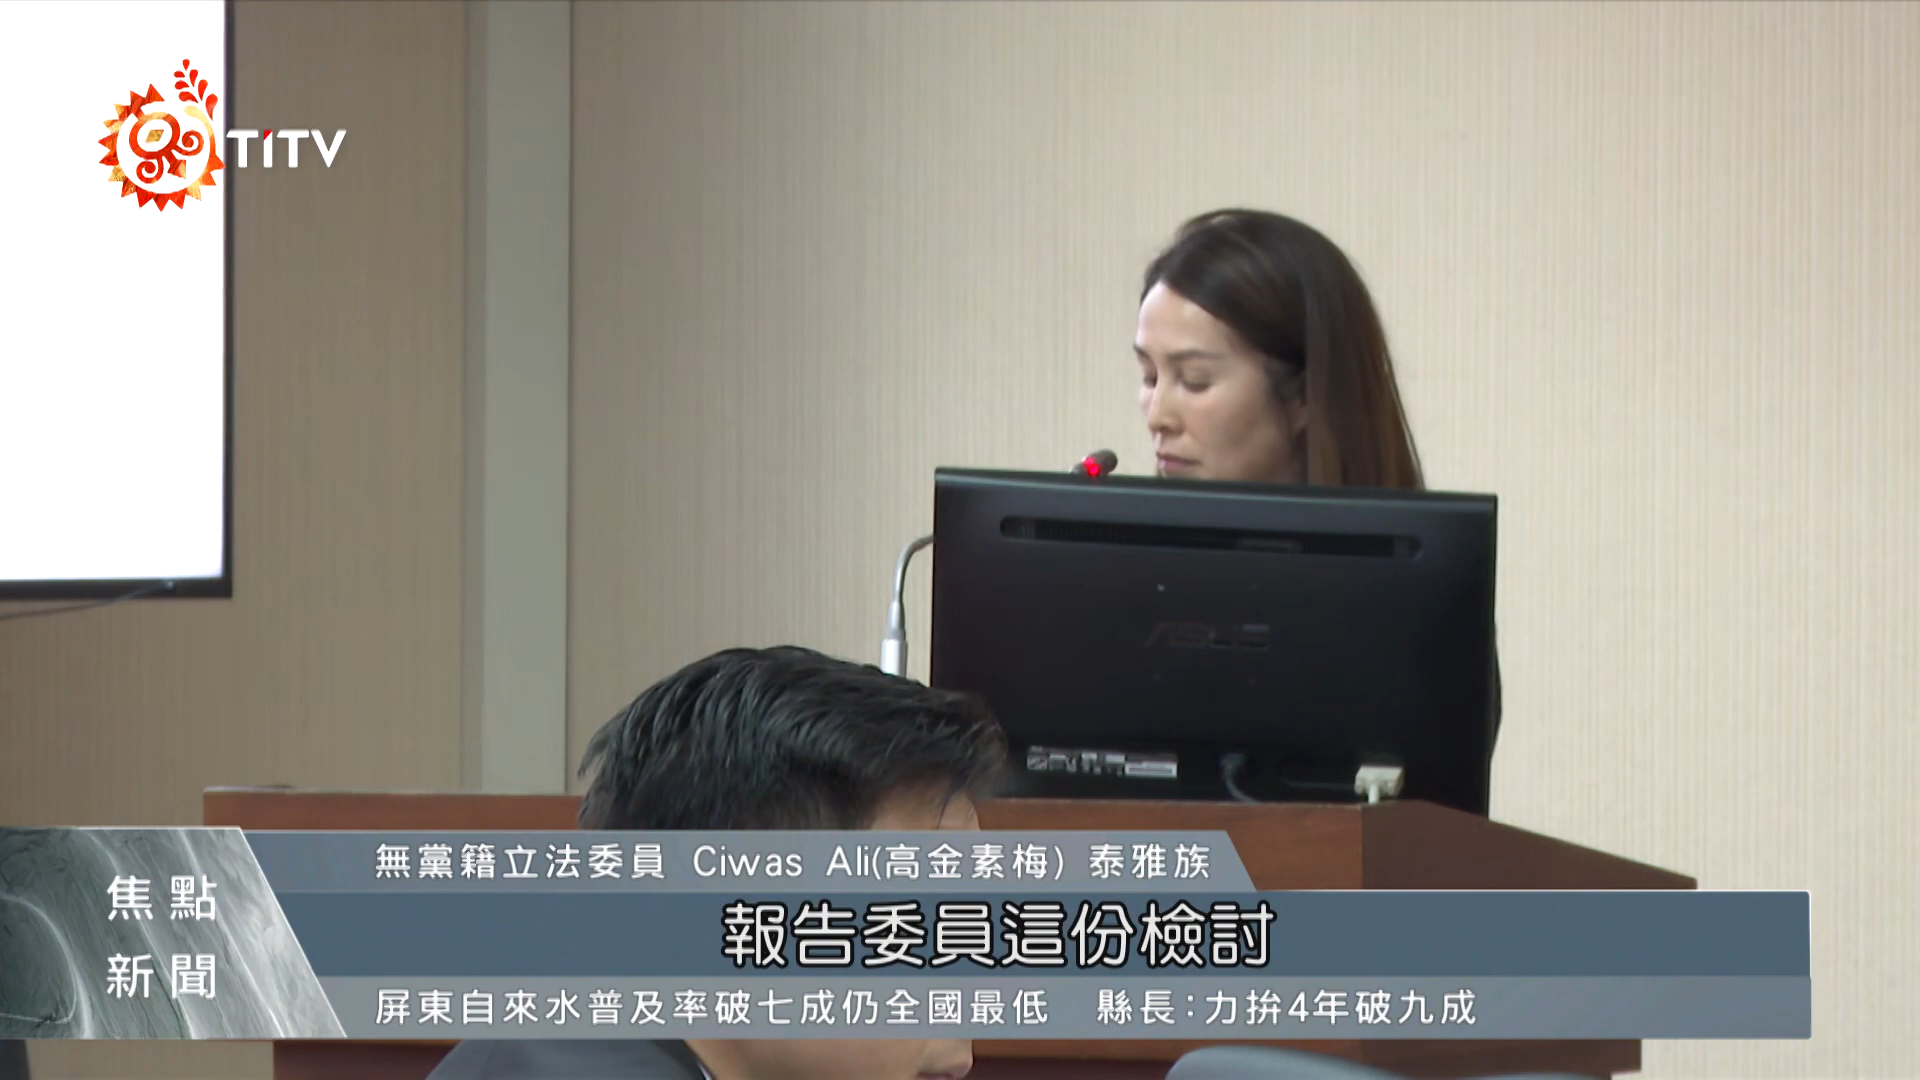 TiTV
ASUS
無黨籍立法委員 Ciwas Ali(高金素梅) 泰雅族
焦點
新聞
報告委員這份檢討
屏東自來水普及率破七成仍全國最低 縣長:力拚4年破九成